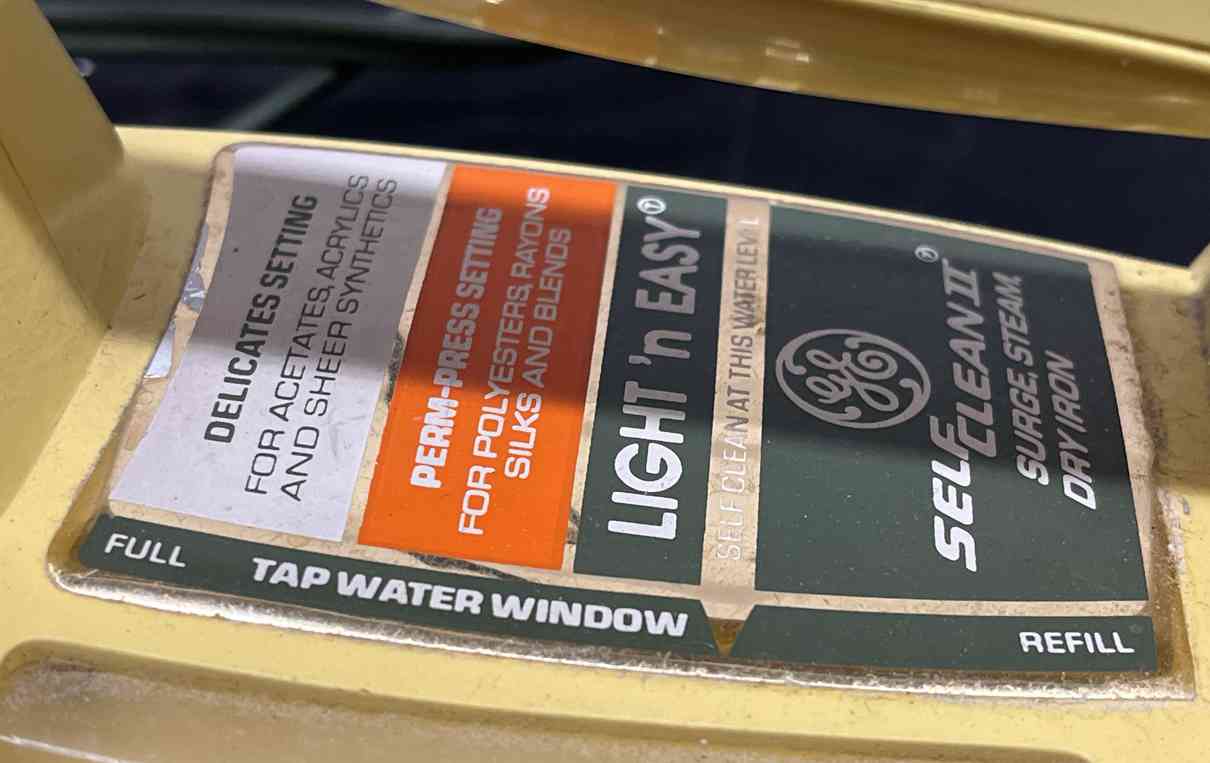 DELICATES SETTING
FOR ACETATES, ACRYLICS
AND SHEER SYNTHETICS
PERM-PRESS SETTING
FOR POLYESTERS, RAYONS
SILKS AND BLENDS
LIGHT 'n EASY®
SELF CLEAN AT THIS WATER LEVEL
GE
SELF
CLEAN II®
SURGE, STEAM,
DRY IRON
FULL
TAP WATER WINDOW
REFILL